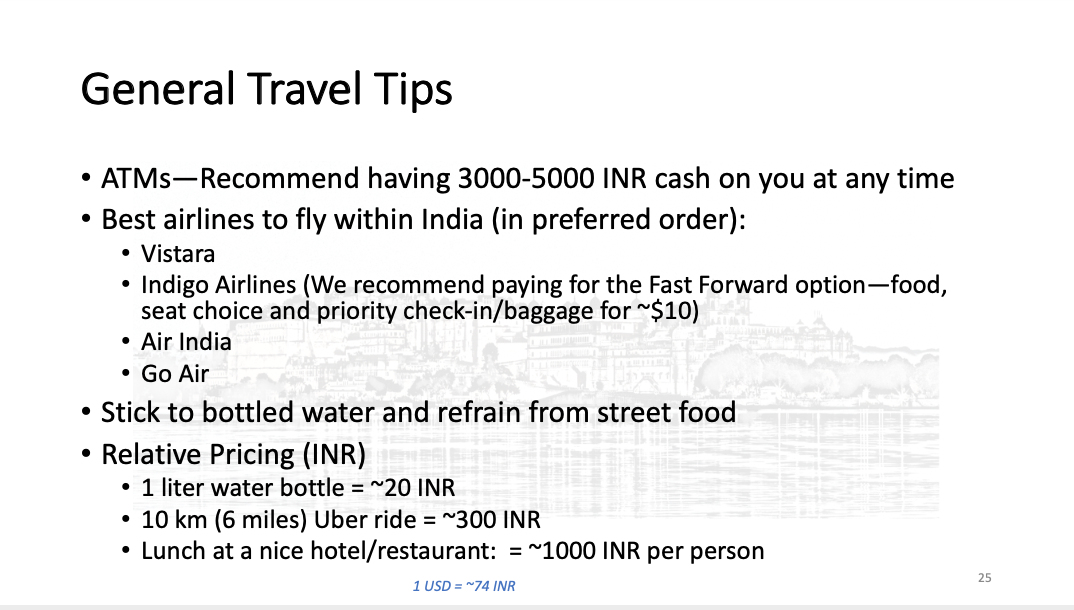 General Travel Tips
• ATMs—Recommend having 3000-5000 INR cash on you at any time
• Best airlines to fly within India (in preferred order):
• Vistara
• Indigo Airlines (We recommend paying for the Fast Forward option—food,
seat choice and priority check-in/baggage for ~$10)
• Air India
• Go Air
• Stick to bottled water and refrain from street food
• Relative Pricing (INR)
• 1 liter water bottle = ~20 INR
• 10 km (6 miles) Uber ride = ~300 INR
• Lunch at a nice hotel/restaurant:  = ~1000 INR per person
1 USD = ~74 INR
25